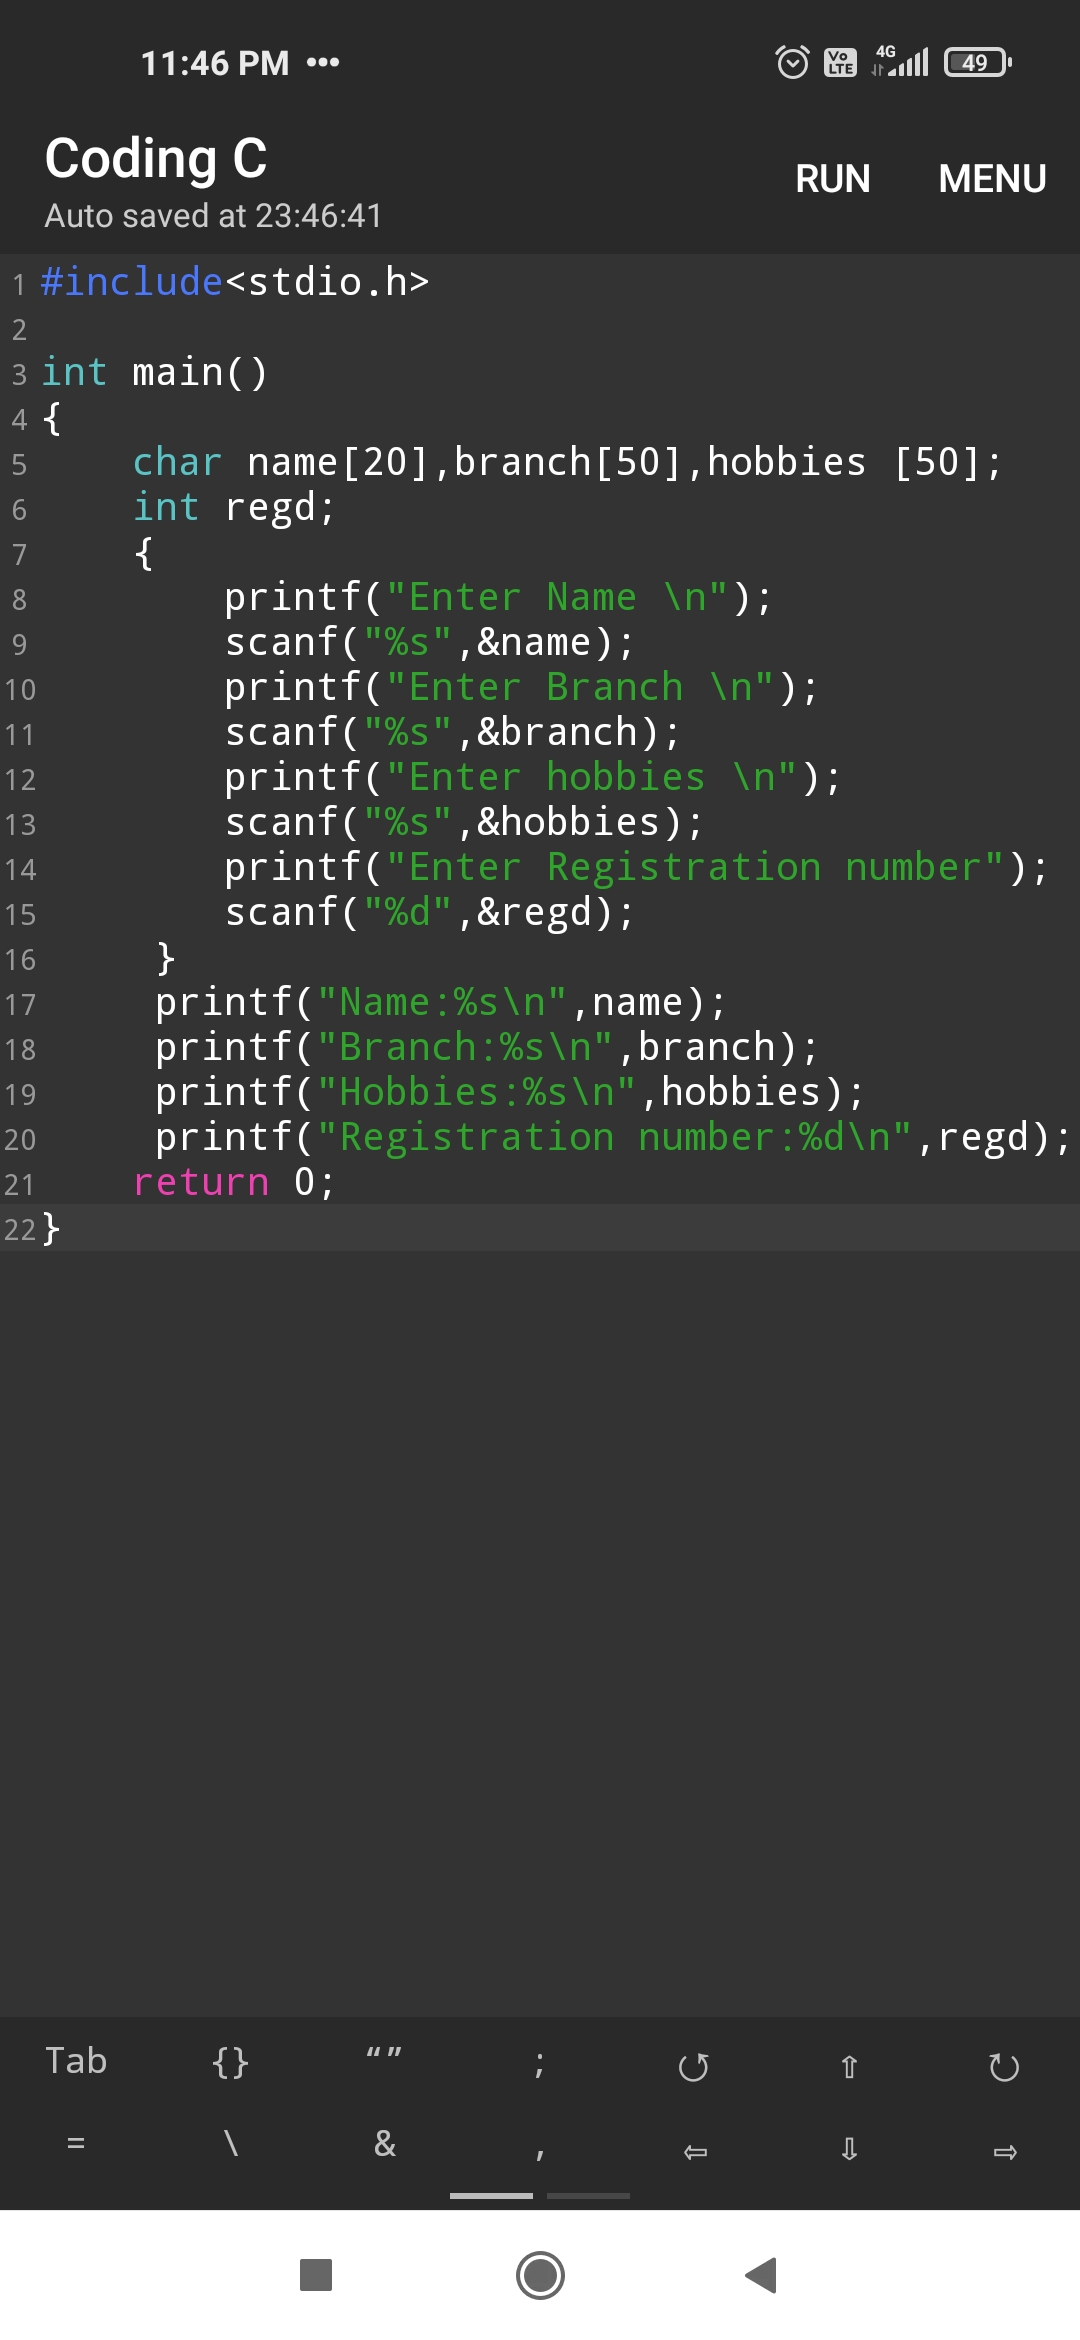 11:46 PM ••• Vo LTE 4G 49
Coding C
RUN MENU
Auto saved at 23:46:41
1 #include<stdio.h>
2
3 int main()
4 {
5     char name[20],branch[50],hobbies [50];
6     int regd;
7     {
8         printf("Enter Name \n");
9         scanf("%s",&name);
10         printf("Enter Branch \n");
11         scanf("%s",&branch);
12         printf("Enter hobbies \n");
13         scanf("%s",&hobbies);
14         printf("Enter Registration number");
15         scanf("%d",&regd);
16      }
17      printf("Name:%s\n",name);
18      printf("Branch:%s\n",branch);
19      printf("Hobbies:%s\n",hobbies);
20      printf("Registration number:%d\n",regd);
21     return 0;
22 }
Tab {} “” ; ↺ ⇧ ↻
= \ & , ⇦ ⇩ ⇨